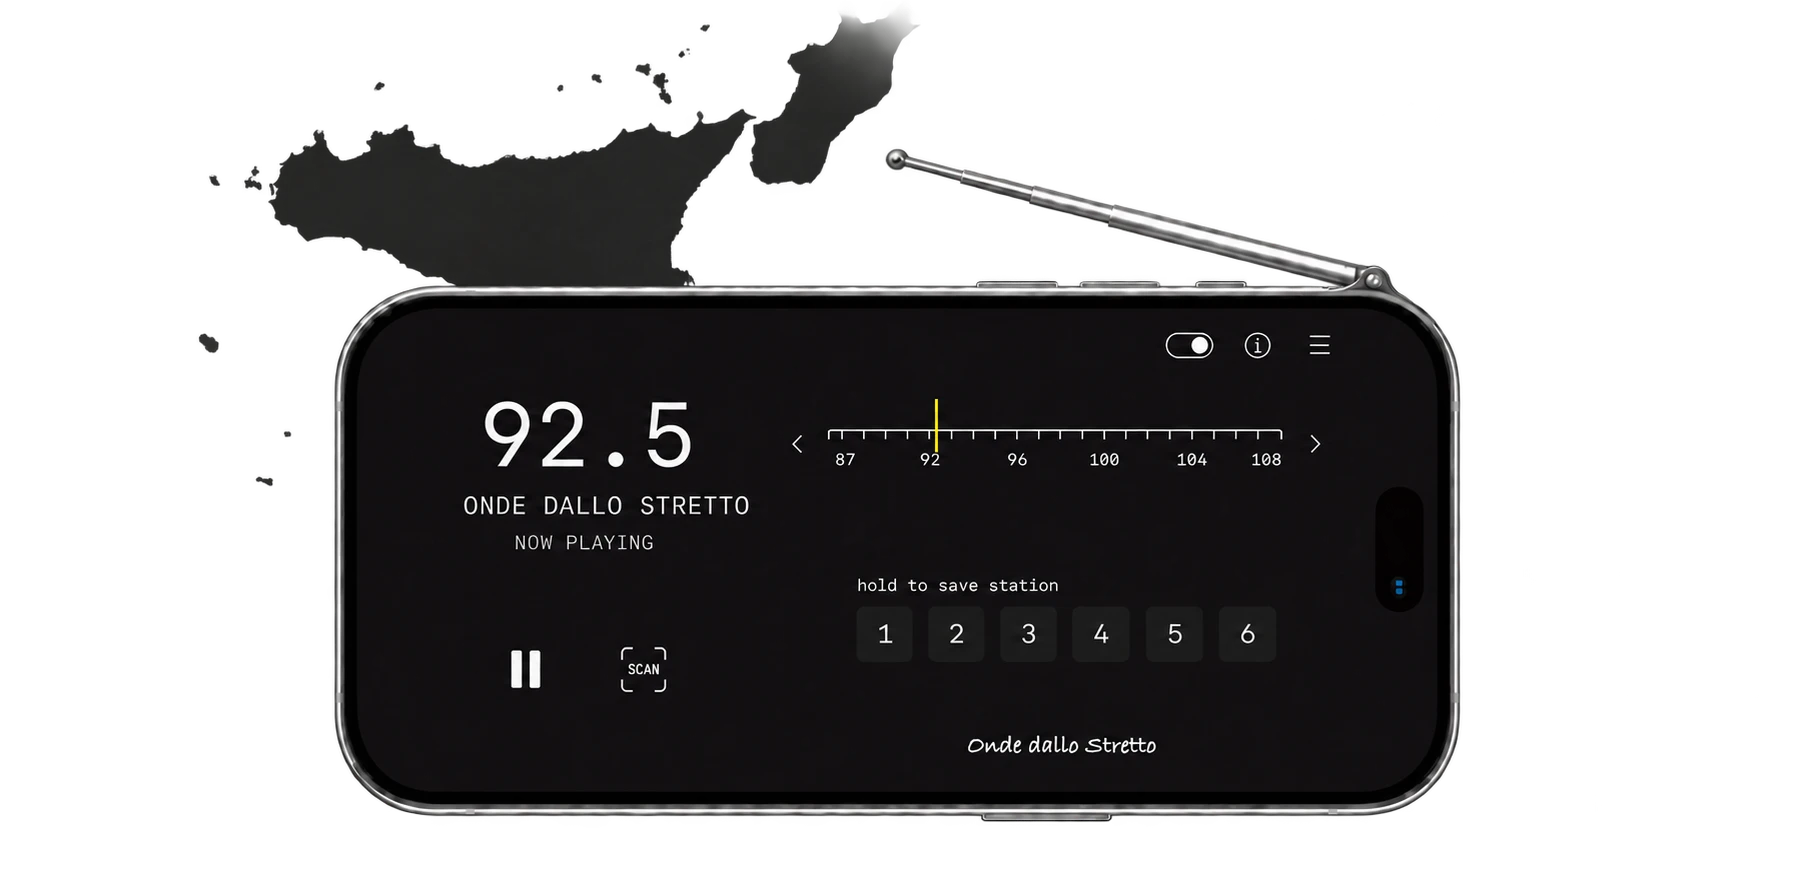 92.5
ONDE DALLO STRETTO
NOW PLAYING
SCAN
87 92 96 100 104 108
hold to save station
1 2 3 4 5 6
Onde dallo Stretto